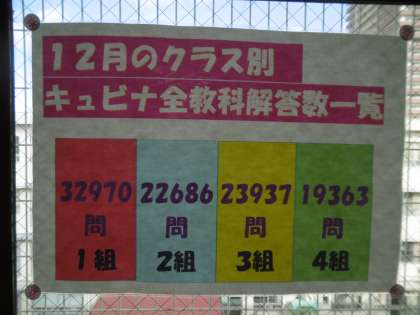 12月のクラス別
キュビナ全教科解答数一覧
32970 22686 23937 19363
問 問 問 問
1組 2組 3組 4組